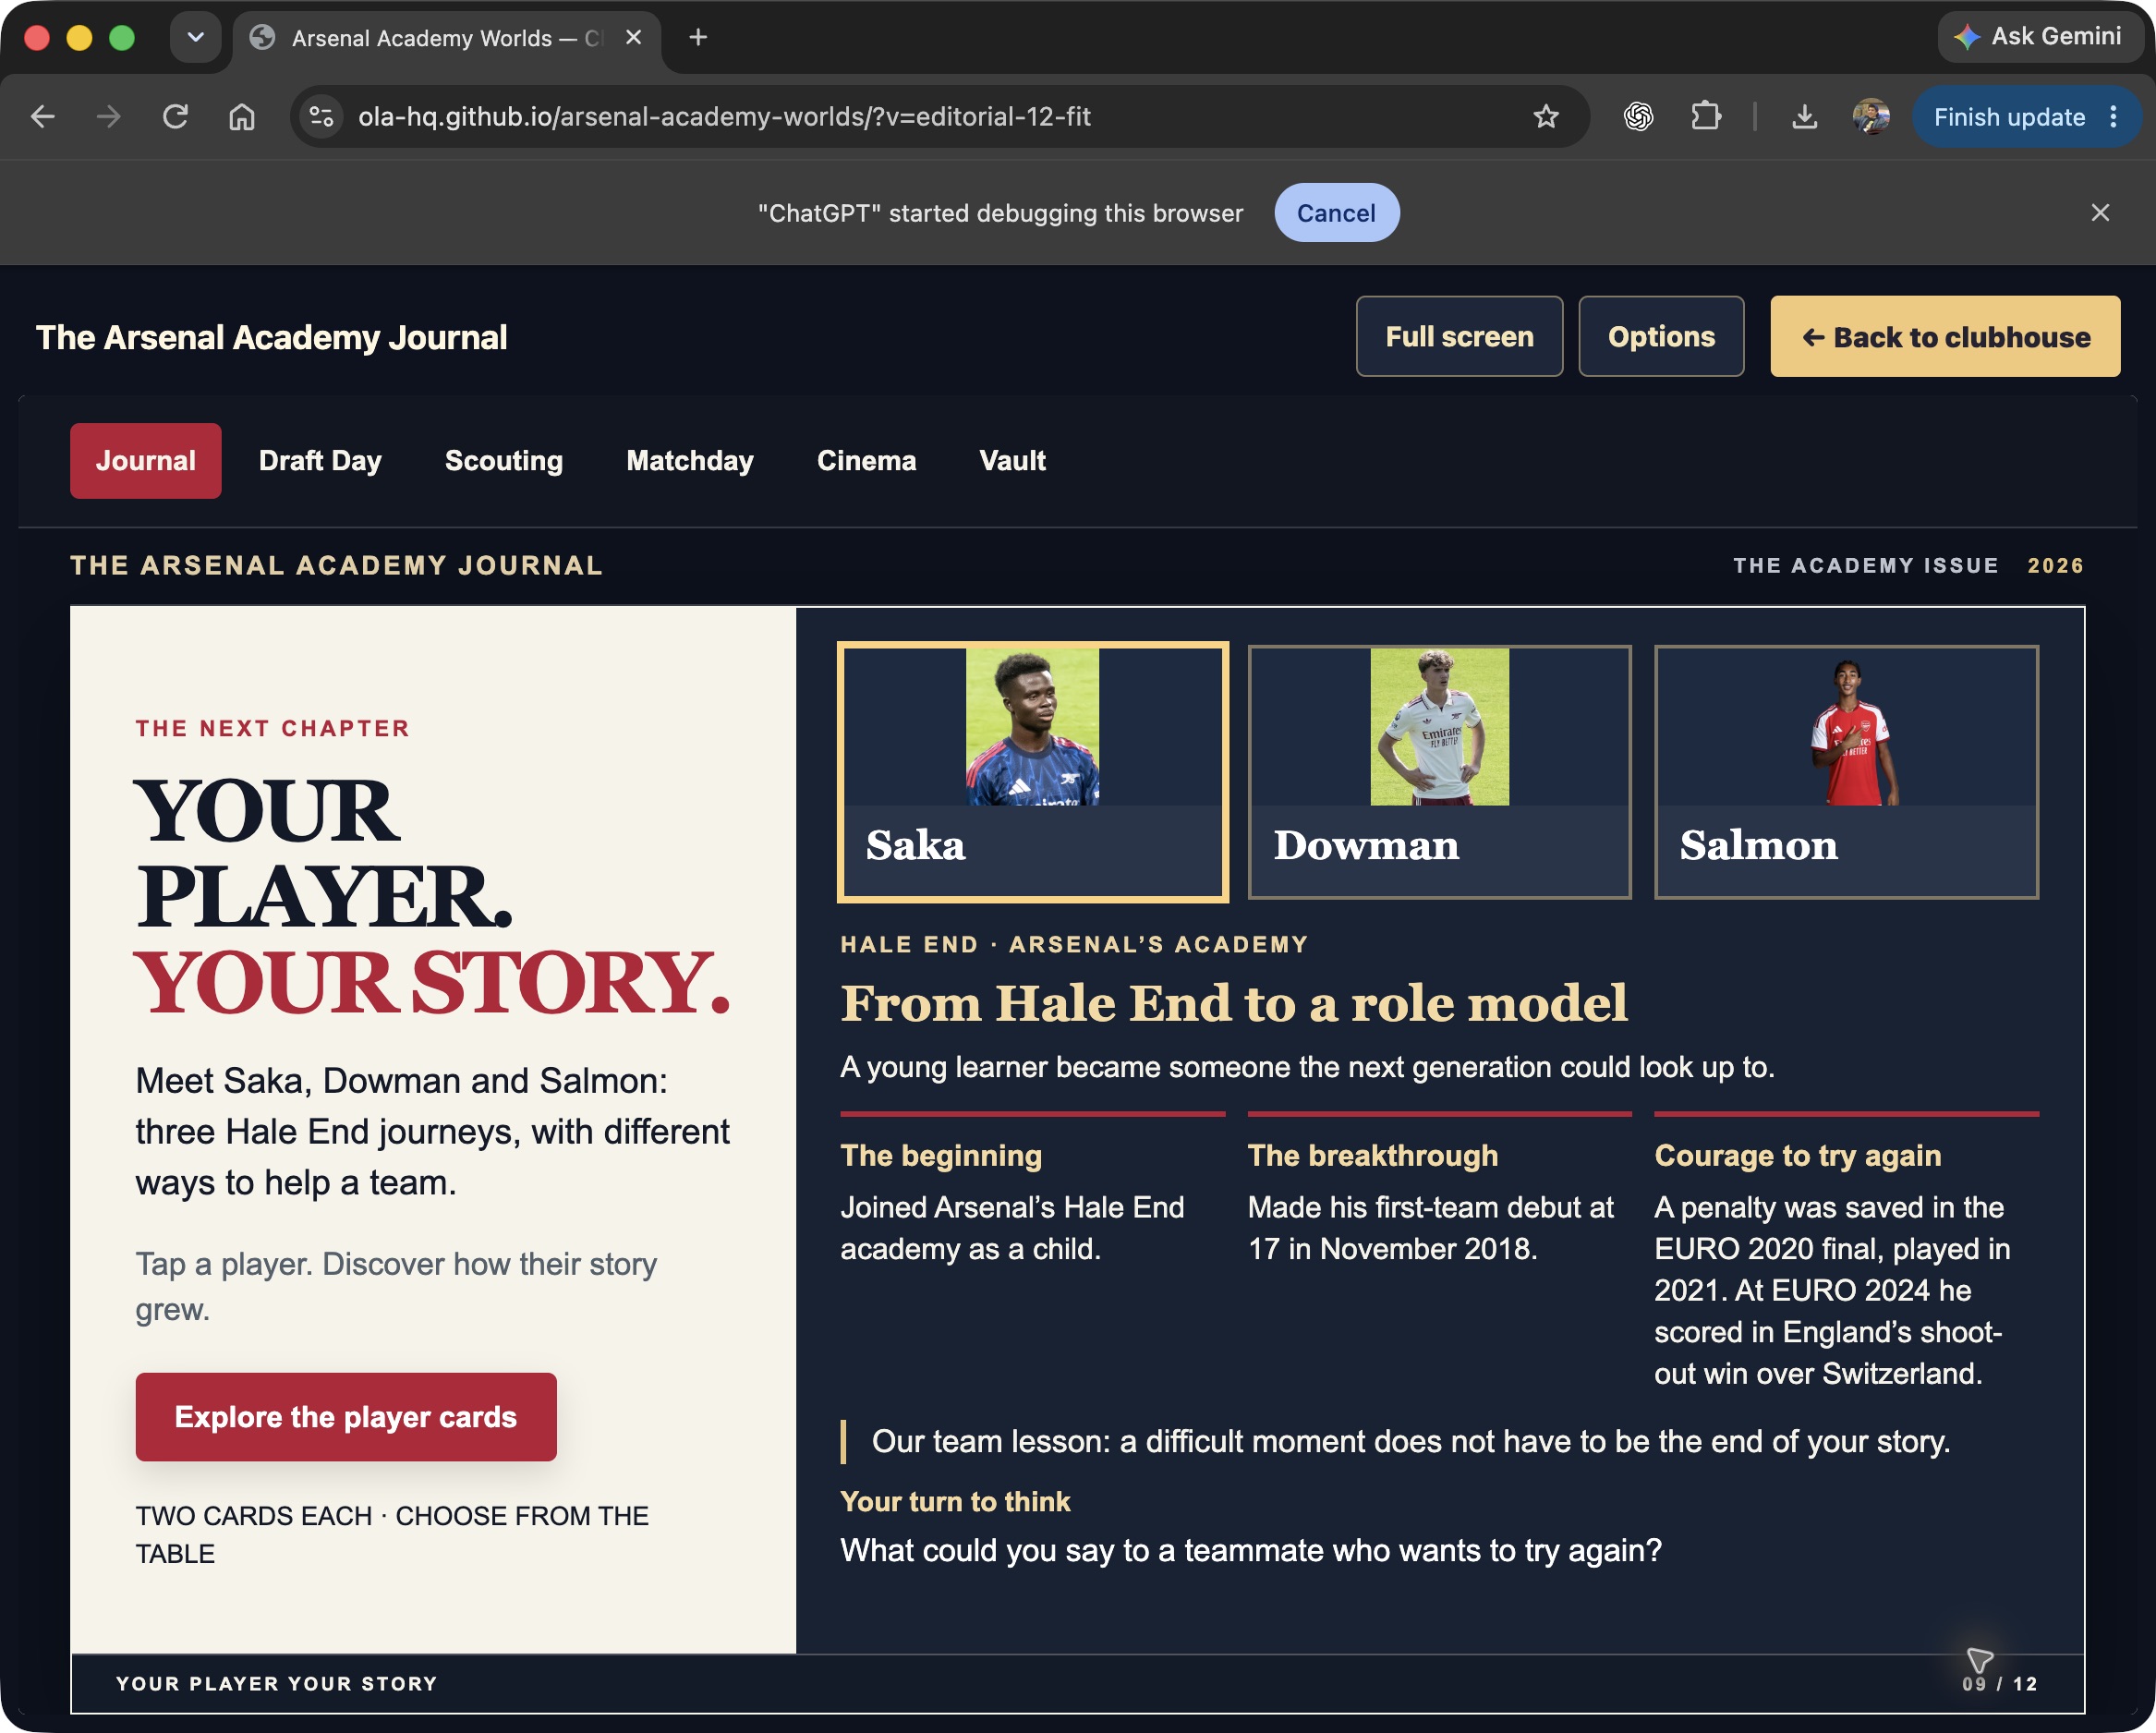 Arsenal Academy Worlds — Cl
Ask Gemini
ola-hq.github.io/arsenal-academy-worlds/?v=editorial-12-fit
Finish update
"ChatGPT" started debugging this browser
Cancel
The Arsenal Academy Journal
Full screen
Options
← Back to clubhouse
Journal
Draft Day
Scouting
Matchday
Cinema
Vault
THE ARSENAL ACADEMY JOURNAL
THE ACADEMY ISSUE 2026
THE NEXT CHAPTER
YOUR
PLAYER.
YOUR STORY.
Meet Saka, Dowman and Salmon:
three Hale End journeys, with different
ways to help a team.
Tap a player. Discover how their story
grew.
Explore the player cards
TWO CARDS EACH · CHOOSE FROM THE
TABLE
Saka
Emirates
FLY BETTER
Dowman
Salmon
HALE END · ARSENAL’S ACADEMY
From Hale End to a role model
A young learner became someone the next generation could look up to.
The beginning
Joined Arsenal’s Hale End
academy as a child.
The breakthrough
Made his first-team debut at
17 in November 2018.
Courage to try again
A penalty was saved in the
EURO 2020 final, played in
2021. At EURO 2024 he
scored in England’s shoot-
out win over Switzerland.
Our team lesson: a difficult moment does not have to be the end of your story.
Your turn to think
What could you say to a teammate who wants to try again?
YOUR PLAYER YOUR STORY
09 / 12